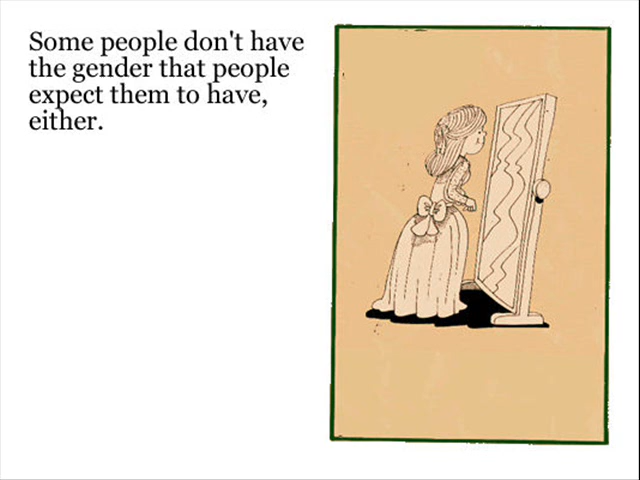 Some people don't have
the gender that people
expect them to have,
either.